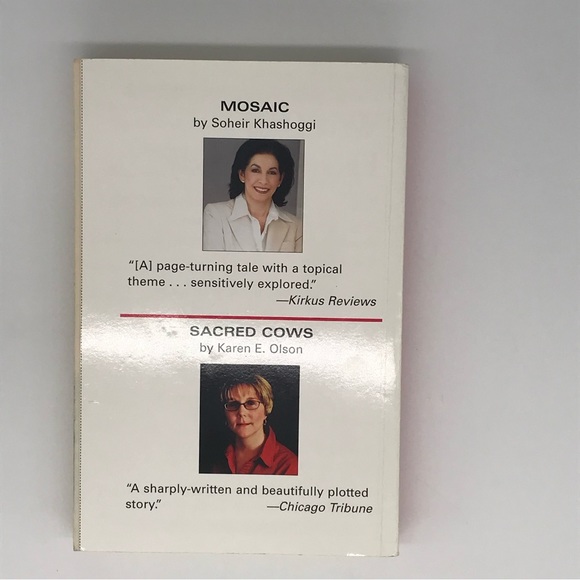 MOSAIC
by Soheir Khashoggi
“[A] page-turning tale with a topical
theme . . . sensitively explored.”
—Kirkus Reviews
SACRED COWS
by Karen E. Olson
“A sharply-written and beautifully plotted
story.” —Chicago Tribune